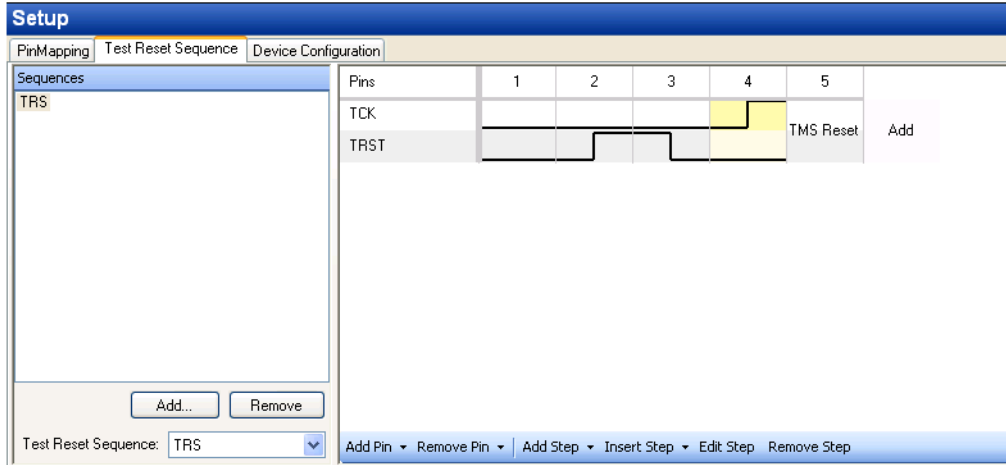 Setup
PinMapping Test Reset Sequence Device Configuration
Sequences
TRS
Pins 1 2 3 4 5
TCK
TRST
TMS Reset Add
Add... Remove
Test Reset Sequence: TRS
Add Pin Remove Pin Add Step Insert Step Edit Step Remove Step